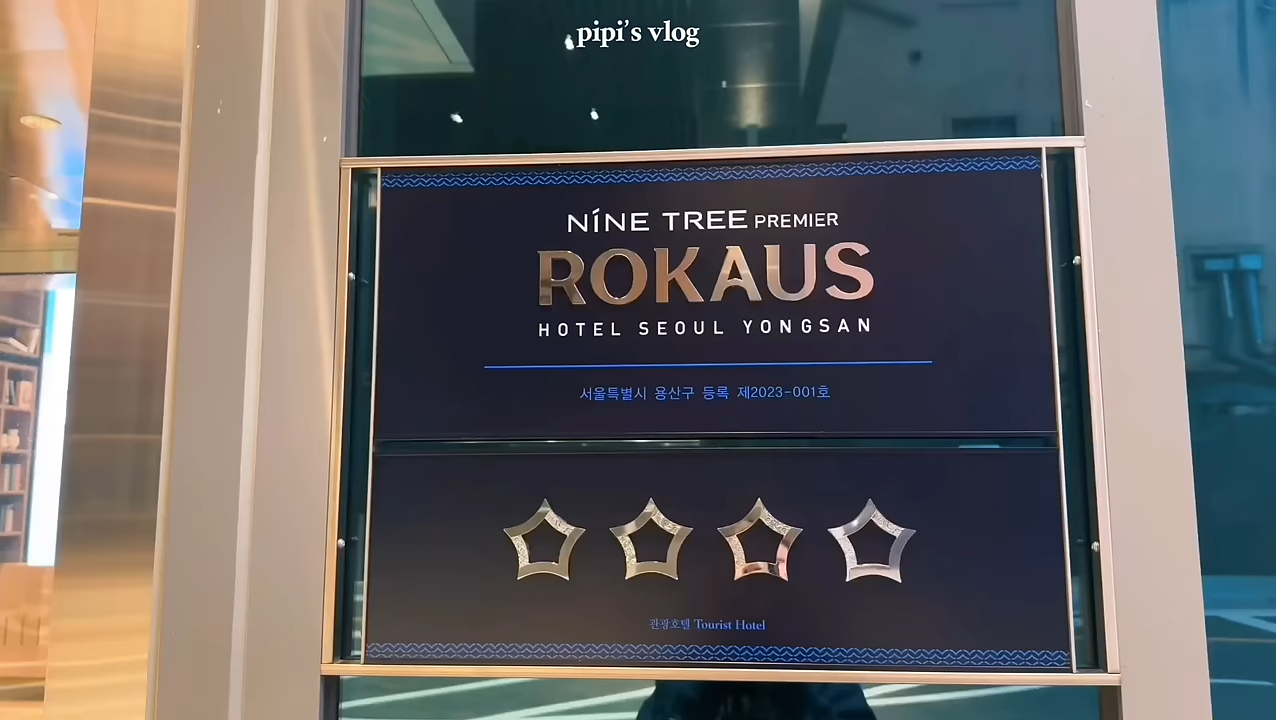 pipi's vlog
NíNE TREE PREMIER
ROKAUS
HOTEL SEOUL YONGSAN
서울특별시 용산구 등록 제2023-001호
관광호텔 Tourist Hotel